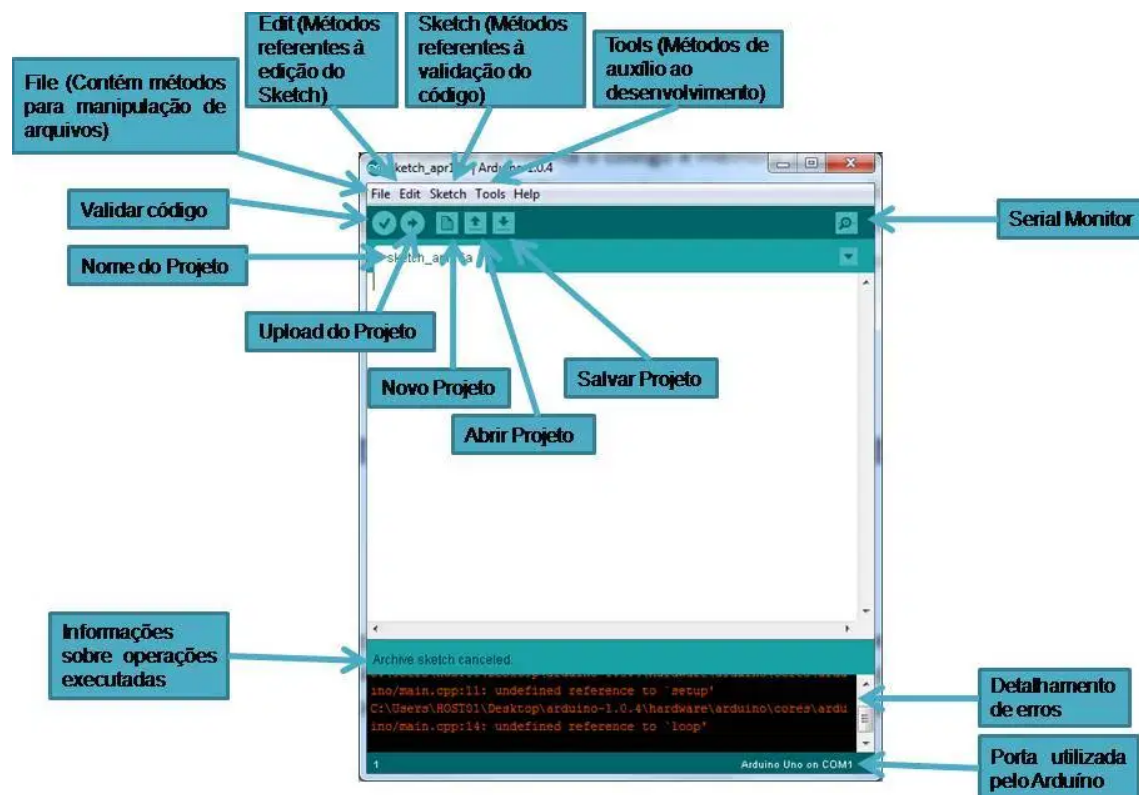 Edit (Métodos
referentes à
edição do
Sketch)
Sketch (Métodos
referentes à
validação do
código)
Tools (Métodos de
auxílio ao
desenvolvimento)
File (Contém métodos
para manipulação de
arquivos)
Arduino 1.0.4
File Edit Sketch Tools Help
Validar código
Serial Monitor
Nome do Projeto
Upload do Projeto
Novo Projeto
Salvar Projeto
Abrir Projeto
Informações
sobre operações
executadas
Archive sketch canceled.
ino/main.cpp:11: undefined reference to `setup'
C:\Users\HOST01\Desktop\arduino-1.0.4\hardware\arduino\cores\ardu
ino/main.cpp:14: undefined reference to `loop'
Detalhamento
de erros
1
Arduino Uno on COM1
Porta utilizada
pelo Arduíno